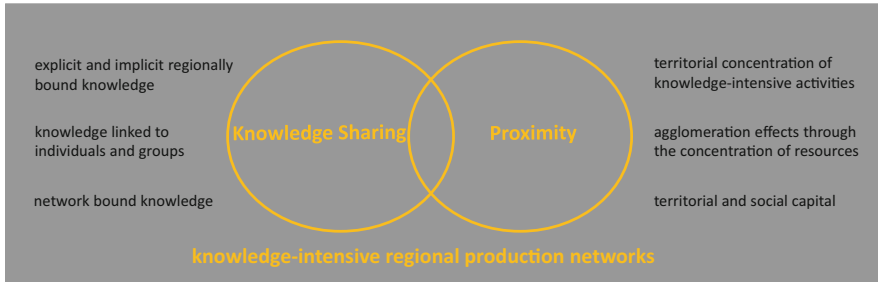 explicit and implicit regionally
bound knowledge
knowledge linked to
individuals and groups
network bound knowledge
Knowledge Sharing
Proximity
territorial concentration of
knowledge-intensive activities
agglomeration effects through
the concentration of resources
territorial and social capital
knowledge-intensive regional production networks